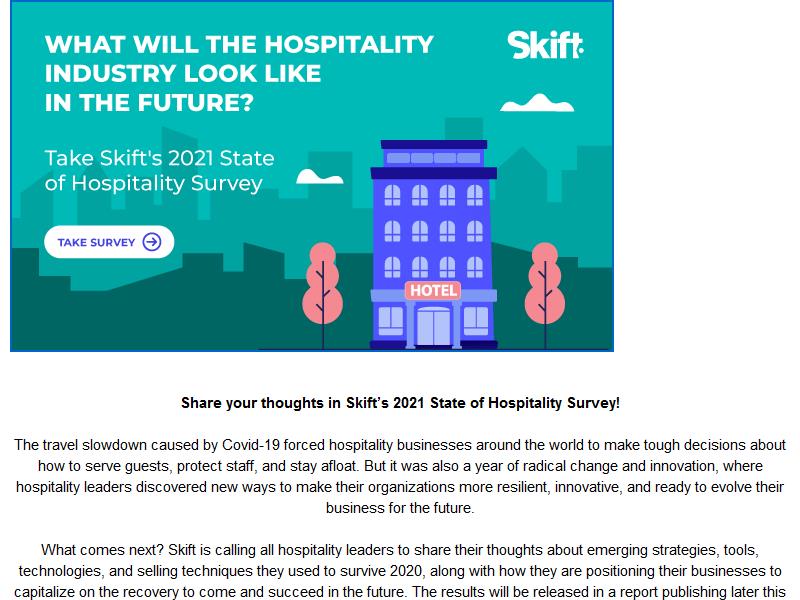 WHAT WILL THE HOSPITALITY
INDUSTRY LOOK LIKE
IN THE FUTURE?
Skift
Take Skift's 2021 State
of Hospitality Survey
TAKE SURVEY
HOTEL
Share your thoughts in Skift’s 2021 State of Hospitality Survey!
The travel slowdown caused by Covid-19 forced hospitality businesses around the world to make tough decisions about
how to serve guests, protect staff, and stay afloat. But it was also a year of radical change and innovation, where
hospitality leaders discovered new ways to make their organizations more resilient, innovative, and ready to evolve their
business for the future.
What comes next? Skift is calling all hospitality leaders to share their thoughts about emerging strategies, tools,
technologies, and selling techniques they used to survive 2020, along with how they are positioning their businesses to
capitalize on the recovery to come and succeed in the future. The results will be released in a report publishing later this